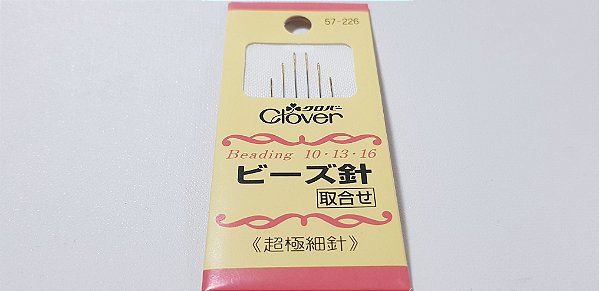 57-226
クロバー
Clover
Beading 10・13・16
ビーズ針
取合せ
《超極細針》